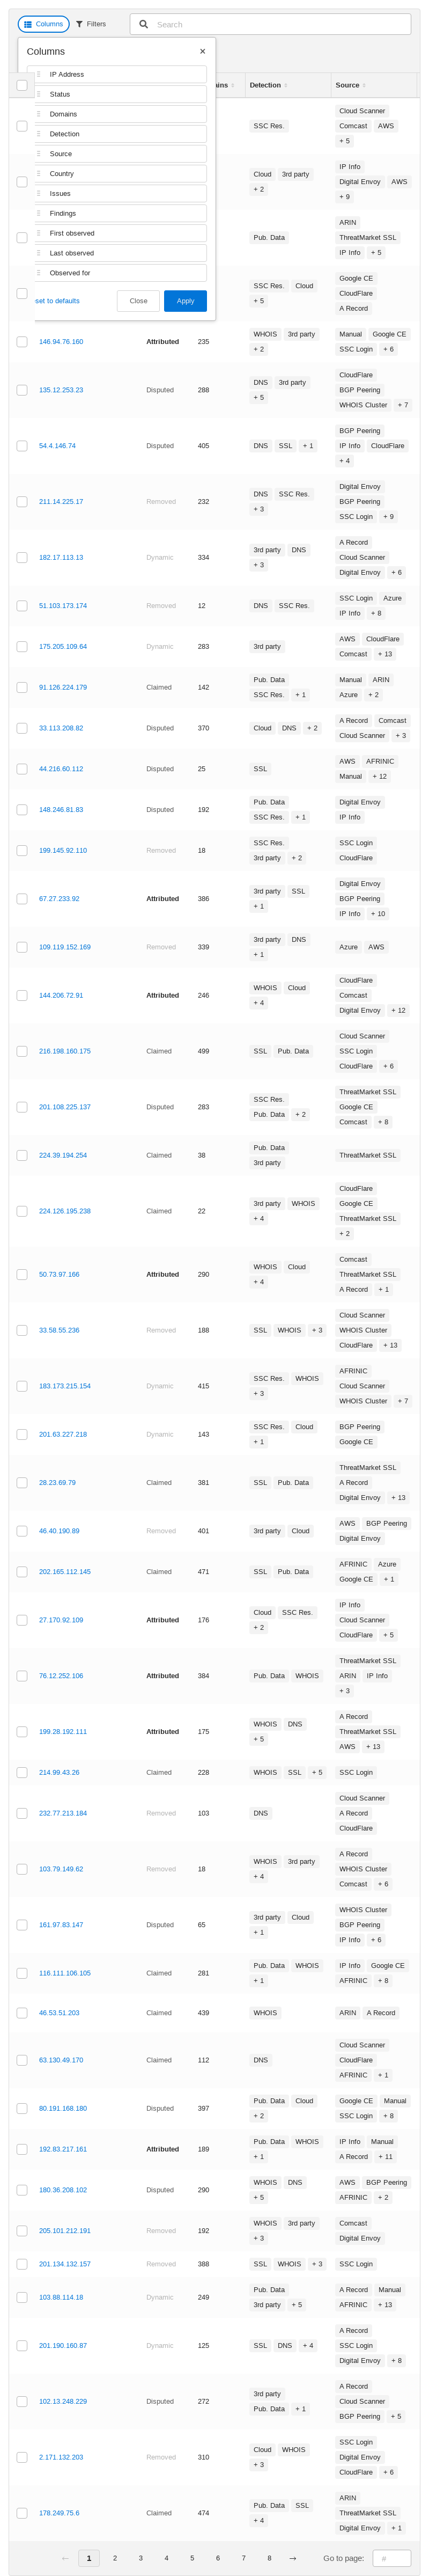 Columns Filters Search
Columns ✕
IP Address
Status
Domains
Detection
Source
Country
Issues
Findings
First observed
Last observed
Observed for
set to defaults Close Apply
ains Detection Source
SSC Res. Cloud Scanner Comcast AWS + 5
Cloud 3rd party + 2 IP Info Digital Envoy AWS + 9
Pub. Data ARIN ThreatMarket SSL IP Info + 5
SSC Res. Cloud + 5 Google CE CloudFlare A Record
146.94.76.160 Attributed 235 WHOIS 3rd party + 2 Manual Google CE SSC Login + 6
135.12.253.23 Disputed 288 DNS 3rd party + 5 CloudFlare BGP Peering WHOIS Cluster + 7
54.4.146.74 Disputed 405 DNS SSL + 1 BGP Peering IP Info CloudFlare + 4
211.14.225.17 Removed 232 DNS SSC Res. + 3 Digital Envoy BGP Peering SSC Login + 9
182.17.113.13 Dynamic 334 3rd party DNS + 3 A Record Cloud Scanner Digital Envoy + 6
51.103.173.174 Removed 12 DNS SSC Res. SSC Login Azure IP Info + 8
175.205.109.64 Dynamic 283 3rd party AWS CloudFlare Comcast + 13
91.126.224.179 Claimed 142 Pub. Data SSC Res. + 1 Manual ARIN Azure + 2
33.113.208.82 Disputed 370 Cloud DNS + 2 A Record Comcast Cloud Scanner + 3
44.216.60.112 Disputed 25 SSL AWS AFRINIC Manual + 12
148.246.81.83 Disputed 192 Pub. Data SSC Res. + 1 Digital Envoy IP Info
199.145.92.110 Removed 18 SSC Res. 3rd party + 2 SSC Login CloudFlare
67.27.233.92 Attributed 386 3rd party SSL + 1 Digital Envoy BGP Peering IP Info + 10
109.119.152.169 Removed 339 3rd party DNS + 1 Azure AWS
144.206.72.91 Attributed 246 WHOIS Cloud + 4 CloudFlare Comcast Digital Envoy + 12
216.198.160.175 Claimed 499 SSL Pub. Data Cloud Scanner SSC Login CloudFlare + 6
201.108.225.137 Disputed 283 SSC Res. Pub. Data + 2 ThreatMarket SSL Google CE Comcast + 8
224.39.194.254 Claimed 38 Pub. Data 3rd party ThreatMarket SSL
224.126.195.238 Claimed 22 3rd party WHOIS + 4 CloudFlare Google CE ThreatMarket SSL + 2
50.73.97.166 Attributed 290 WHOIS Cloud + 4 Comcast ThreatMarket SSL A Record + 1
33.58.55.236 Removed 188 SSL WHOIS + 3 Cloud Scanner WHOIS Cluster CloudFlare + 13
183.173.215.154 Dynamic 415 SSC Res. WHOIS + 3 AFRINIC Cloud Scanner WHOIS Cluster + 7
201.63.227.218 Dynamic 143 SSC Res. Cloud + 1 BGP Peering Google CE
28.23.69.79 Claimed 381 SSL Pub. Data ThreatMarket SSL A Record Digital Envoy + 13
46.40.190.89 Removed 401 3rd party Cloud AWS BGP Peering Digital Envoy
202.165.112.145 Claimed 471 SSL Pub. Data AFRINIC Azure Google CE + 1
27.170.92.109 Attributed 176 Cloud SSC Res. + 2 IP Info Cloud Scanner CloudFlare + 5
76.12.252.106 Attributed 384 Pub. Data WHOIS ThreatMarket SSL ARIN IP Info + 3
199.28.192.111 Attributed 175 WHOIS DNS + 5 A Record ThreatMarket SSL AWS + 13
214.99.43.26 Claimed 228 WHOIS SSL + 5 SSC Login
232.77.213.184 Removed 103 DNS Cloud Scanner A Record CloudFlare
103.79.149.62 Removed 18 WHOIS 3rd party + 4 A Record WHOIS Cluster Comcast + 6
161.97.83.147 Disputed 65 3rd party Cloud + 1 WHOIS Cluster BGP Peering IP Info + 6
116.111.106.105 Claimed 281 Pub. Data WHOIS + 1 IP Info Google CE AFRINIC + 8
46.53.51.203 Claimed 439 WHOIS ARIN A Record
63.130.49.170 Claimed 112 DNS Cloud Scanner CloudFlare AFRINIC + 1
80.191.168.180 Disputed 397 Pub. Data Cloud + 2 Google CE Manual SSC Login + 8
192.83.217.161 Attributed 189 Pub. Data WHOIS + 1 IP Info Manual A Record + 11
180.36.208.102 Disputed 290 WHOIS DNS + 5 AWS BGP Peering AFRINIC + 2
205.101.212.191 Removed 192 WHOIS 3rd party + 3 Comcast Digital Envoy
201.134.132.157 Removed 388 SSL WHOIS + 3 SSC Login
103.88.114.18 Dynamic 249 Pub. Data 3rd party + 5 A Record Manual AFRINIC + 13
201.190.160.87 Dynamic 125 SSL DNS + 4 A Record SSC Login Digital Envoy + 8
102.13.248.229 Disputed 272 3rd party Pub. Data + 1 A Record Cloud Scanner BGP Peering + 5
2.171.132.203 Removed 310 Cloud WHOIS + 3 SSC Login Digital Envoy CloudFlare + 6
178.249.75.6 Claimed 474 Pub. Data SSL + 4 ARIN ThreatMarket SSL Digital Envoy + 1
← 1 2 3 4 5 6 7 8 → Go to page: #